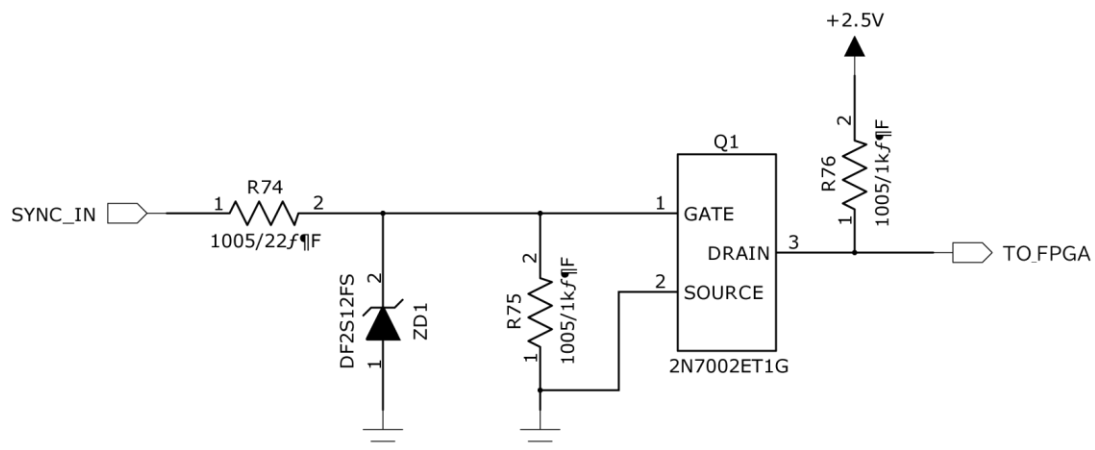 +2.5V
Q1
2
R76
1005/1kƒ¶F
1
R74
1
2
SYNC_IN
1005/22ƒ¶F
1
GATE
DRAIN
3
TO_FPGA
2
SOURCE
2N7002ET1G
2
DF2S12FS
ZD1
1
2
R75
1005/1kƒ¶F
1